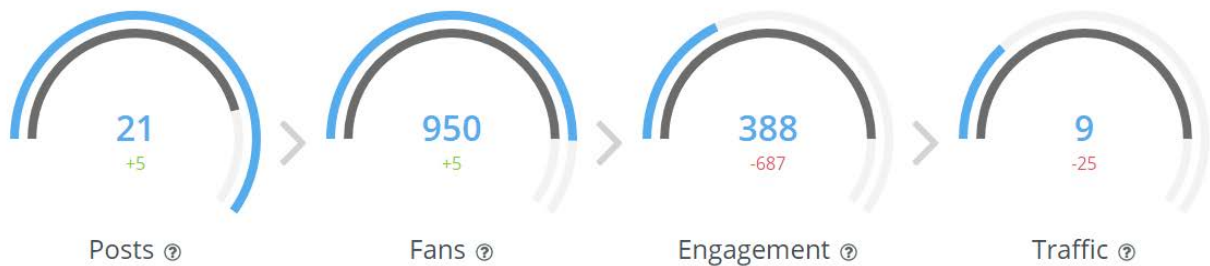 21
+5
Posts ?
950
+5
Fans ?
388
-687
Engagement ?
9
-25
Traffic ?